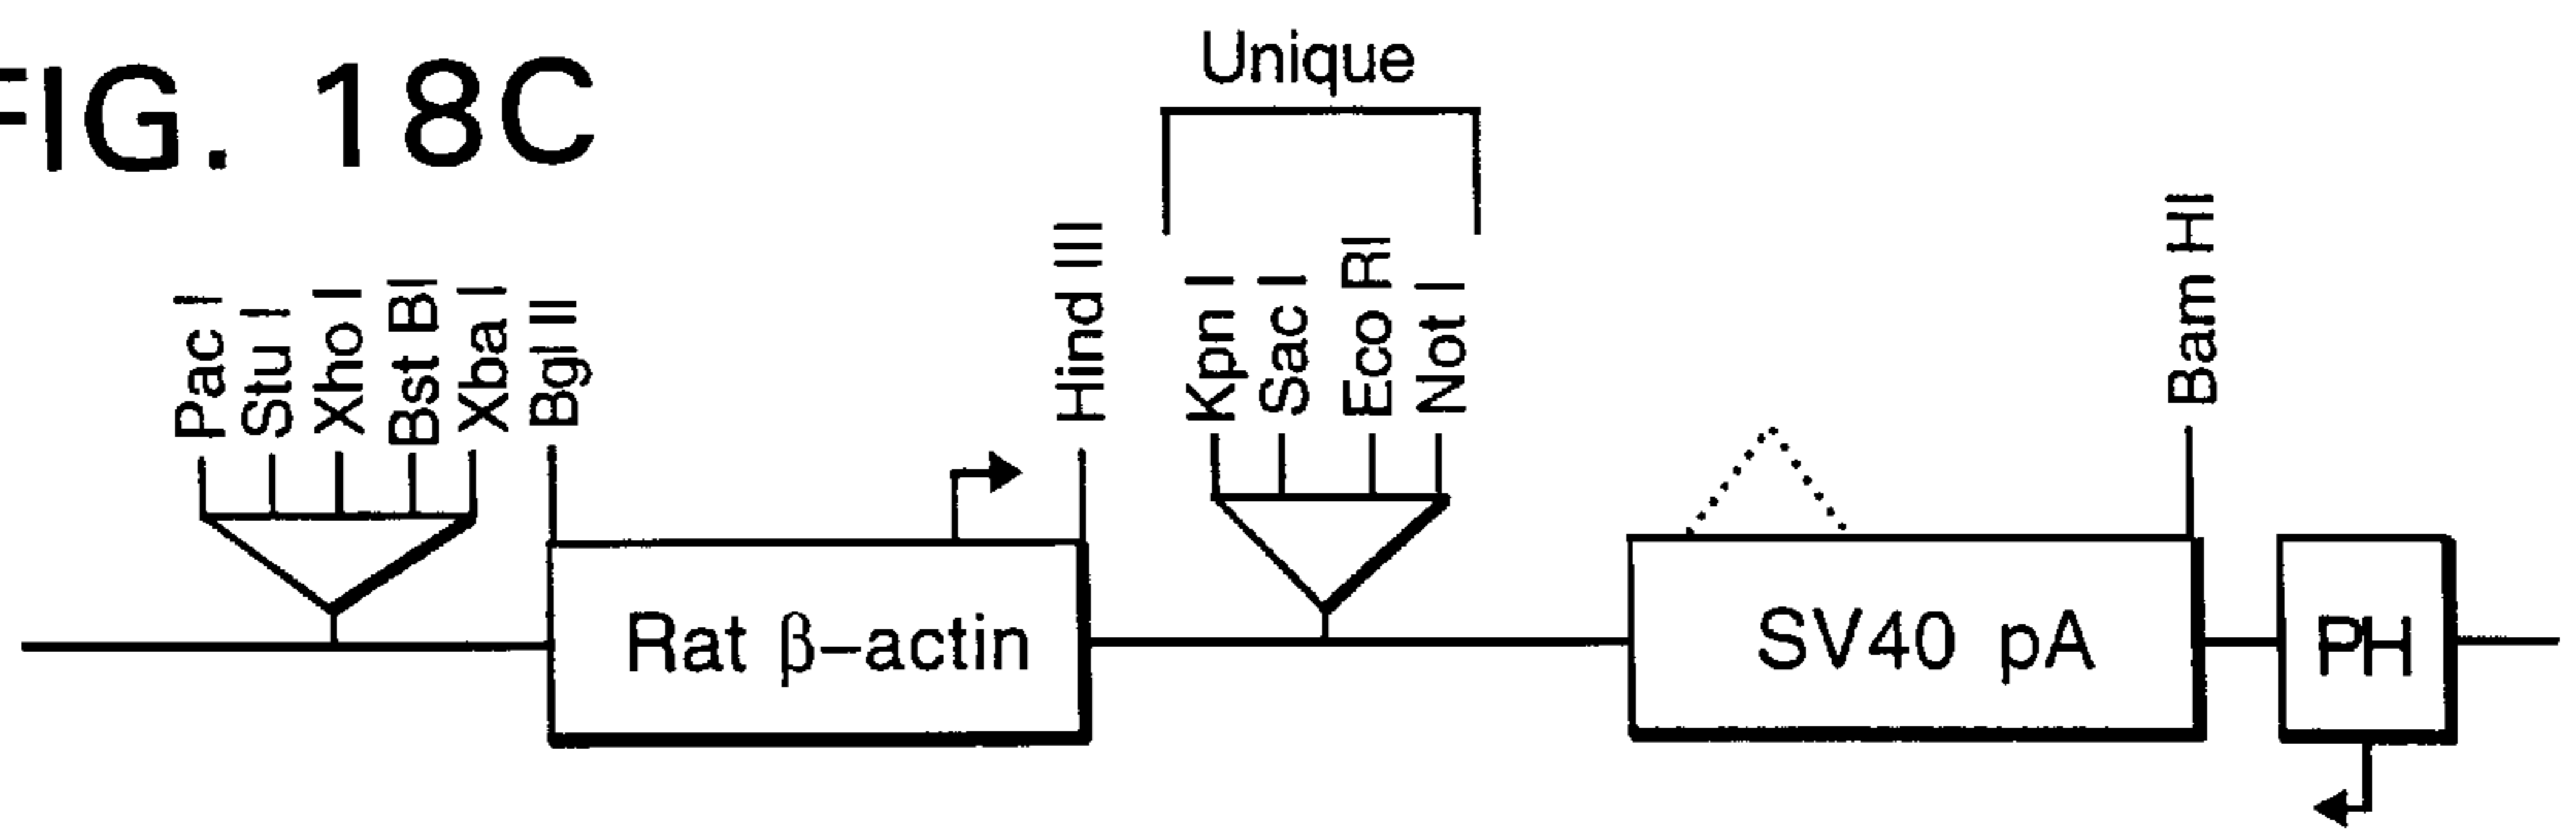 FIG. 18C
Unique
Pac I
Stu I
Xho I
Bst BI
Xba I
Bgl II
Hind III
Kpn I
Sac I
Eco RI
Not I
Bam HI
Rat β–actin
SV40 pA
PH